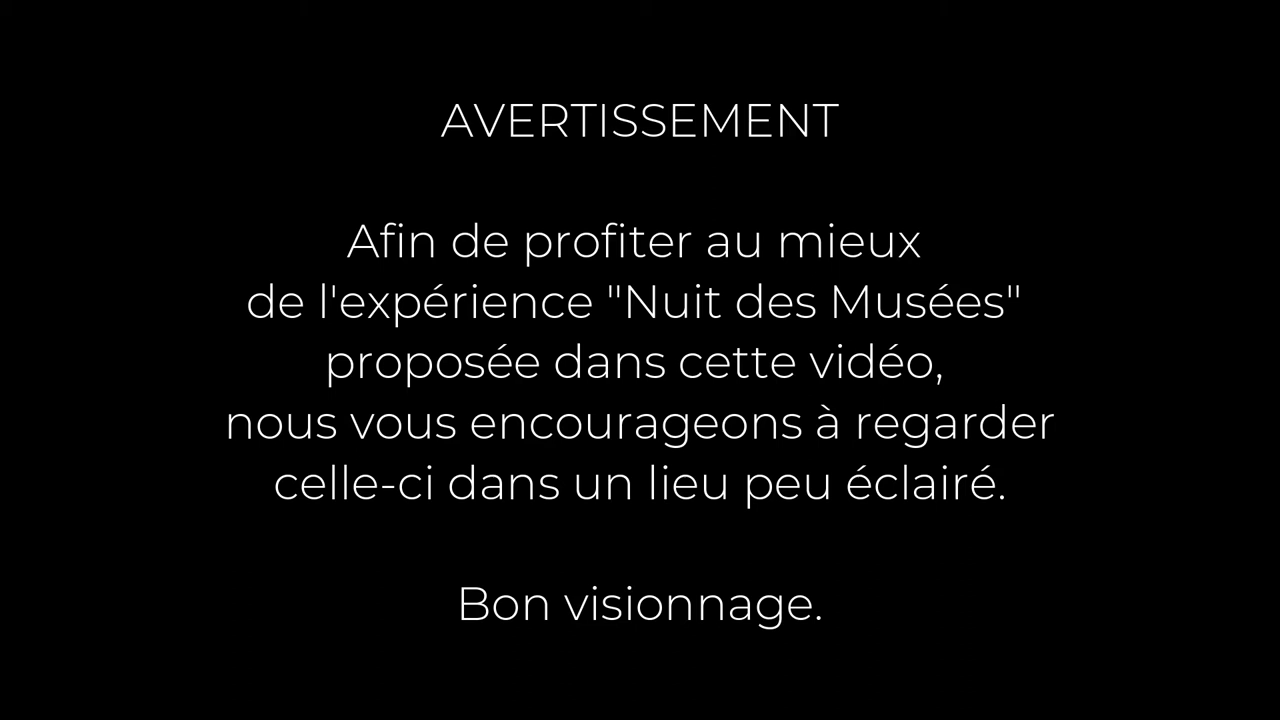 AVERTISSEMENT
Afin de profiter au mieux
de l'expérience "Nuit des Musées"
proposée dans cette vidéo,
nous vous encourageons à regarder
celle-ci dans un lieu peu éclairé.
Bon visionnage.